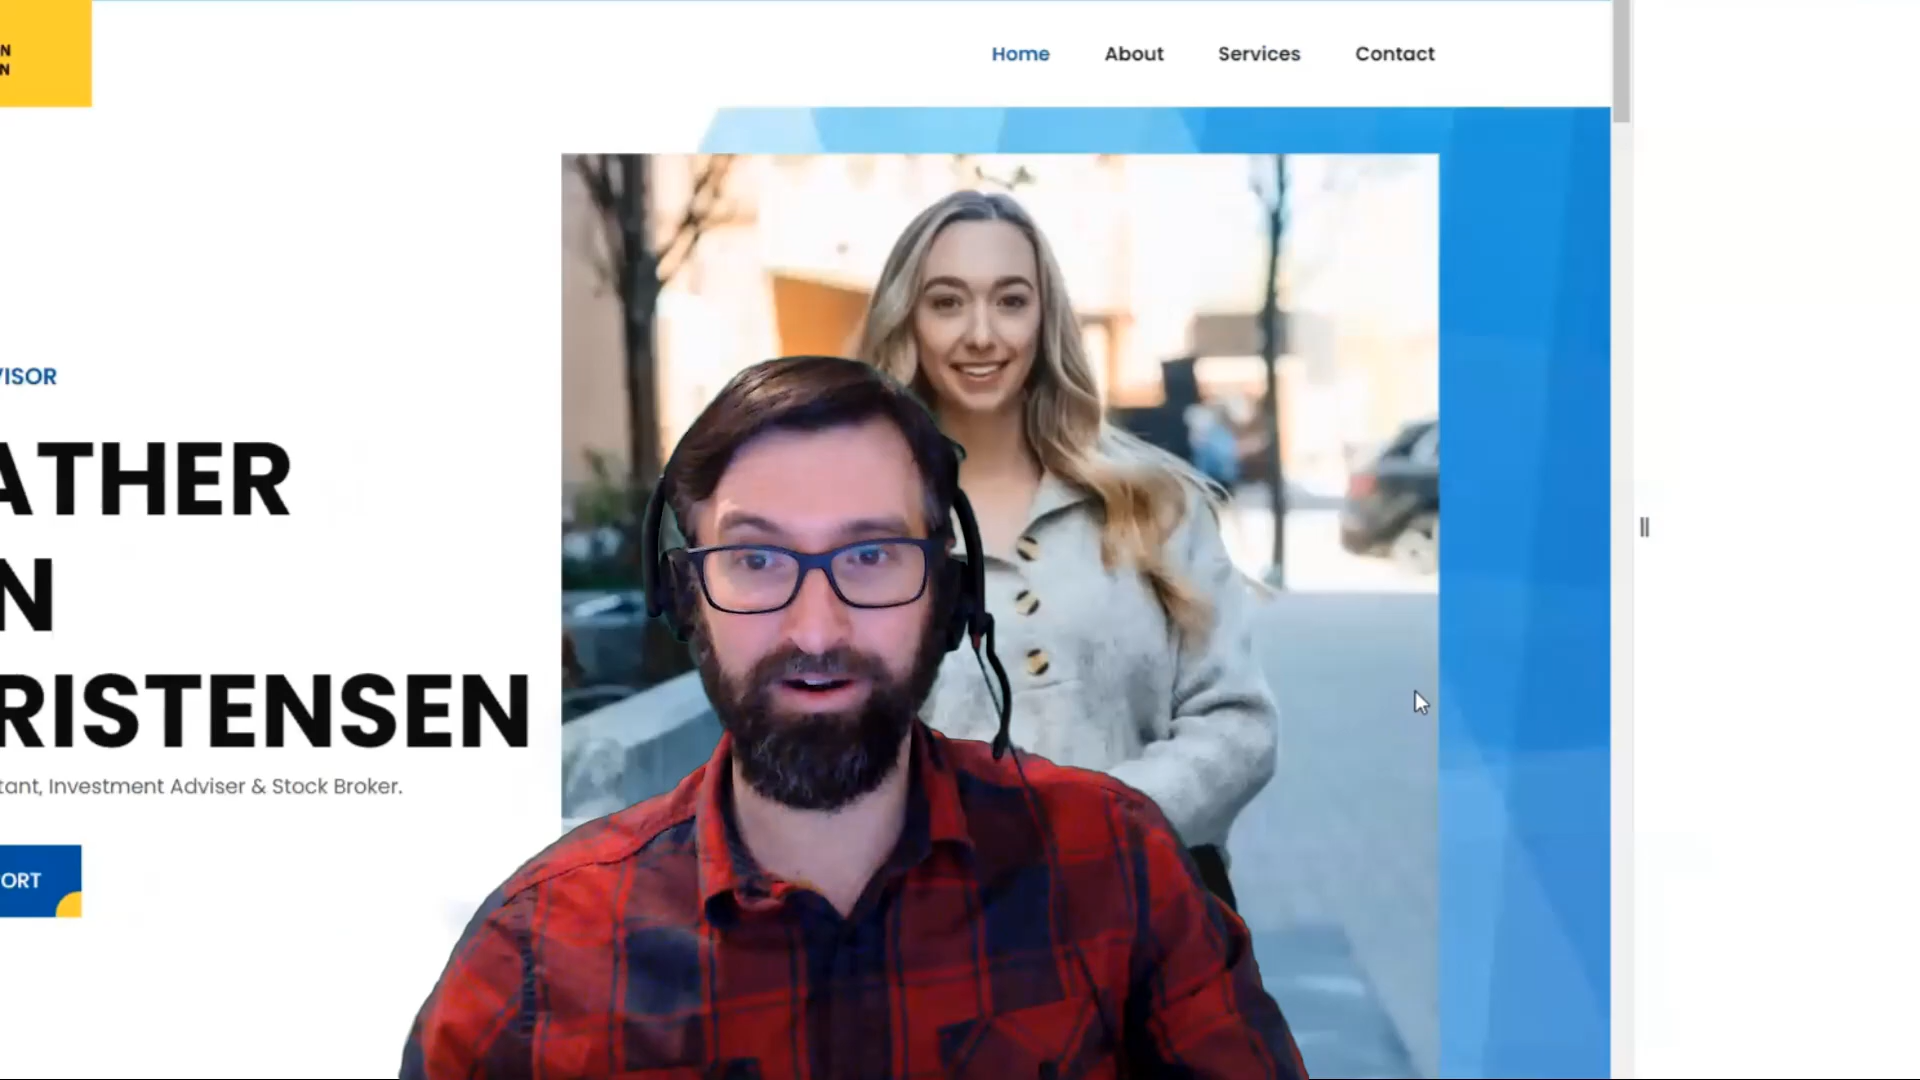 N
N
Home About Services Contact
VISOR
ATHER
N
RISTENSEN
tant, Investment Adviser & Stock Broker.
ORT